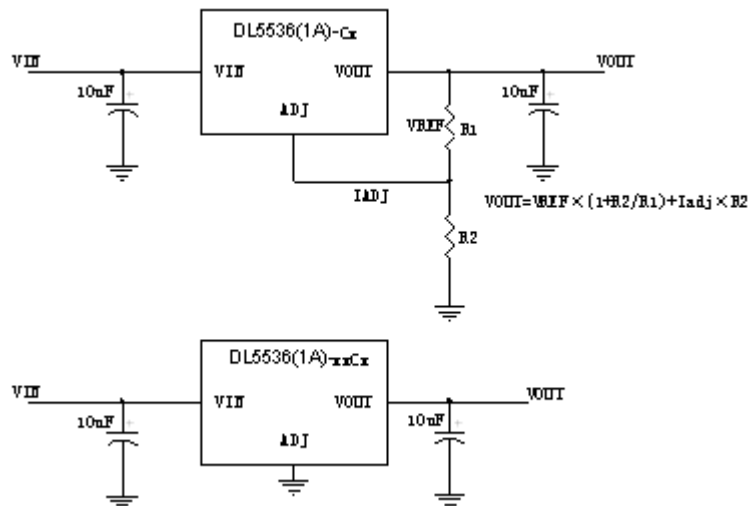 DL5536(1A)-Cx
VIN
VIN
VOUT
VOUT
10uF
+
10uF
+
ADJ
VREF
R1
IADJ
VOUT=VREF×(1+R2/R1)+Iadj×R2
R2
DL5536(1A)-xxCx
VIN
VIN
VOUT
VOUT
10uF
+
10uF
+
ADJ